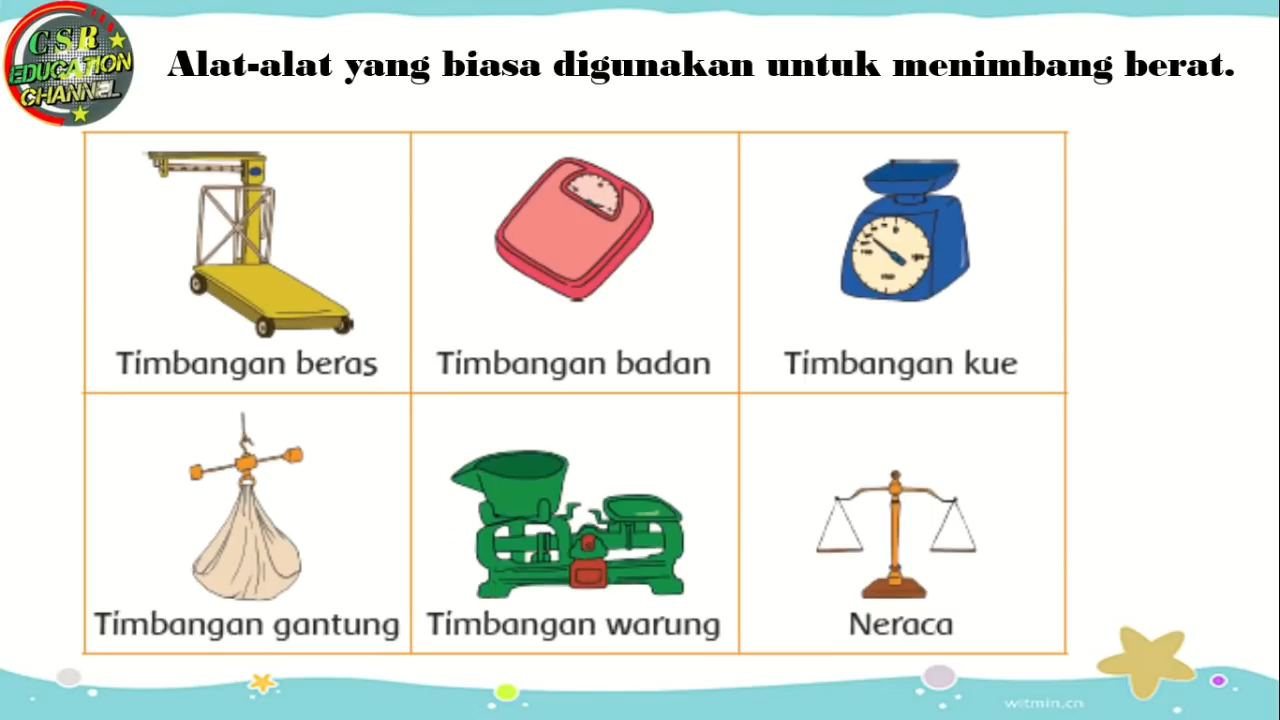 CSR
EDUCATION
CHANNEL
Alat-alat yang biasa digunakan untuk menimbang berat.
Timbangan beras
Timbangan badan
Timbangan kue
Timbangan gantung
Timbangan warung
Neraca
witmin.cn